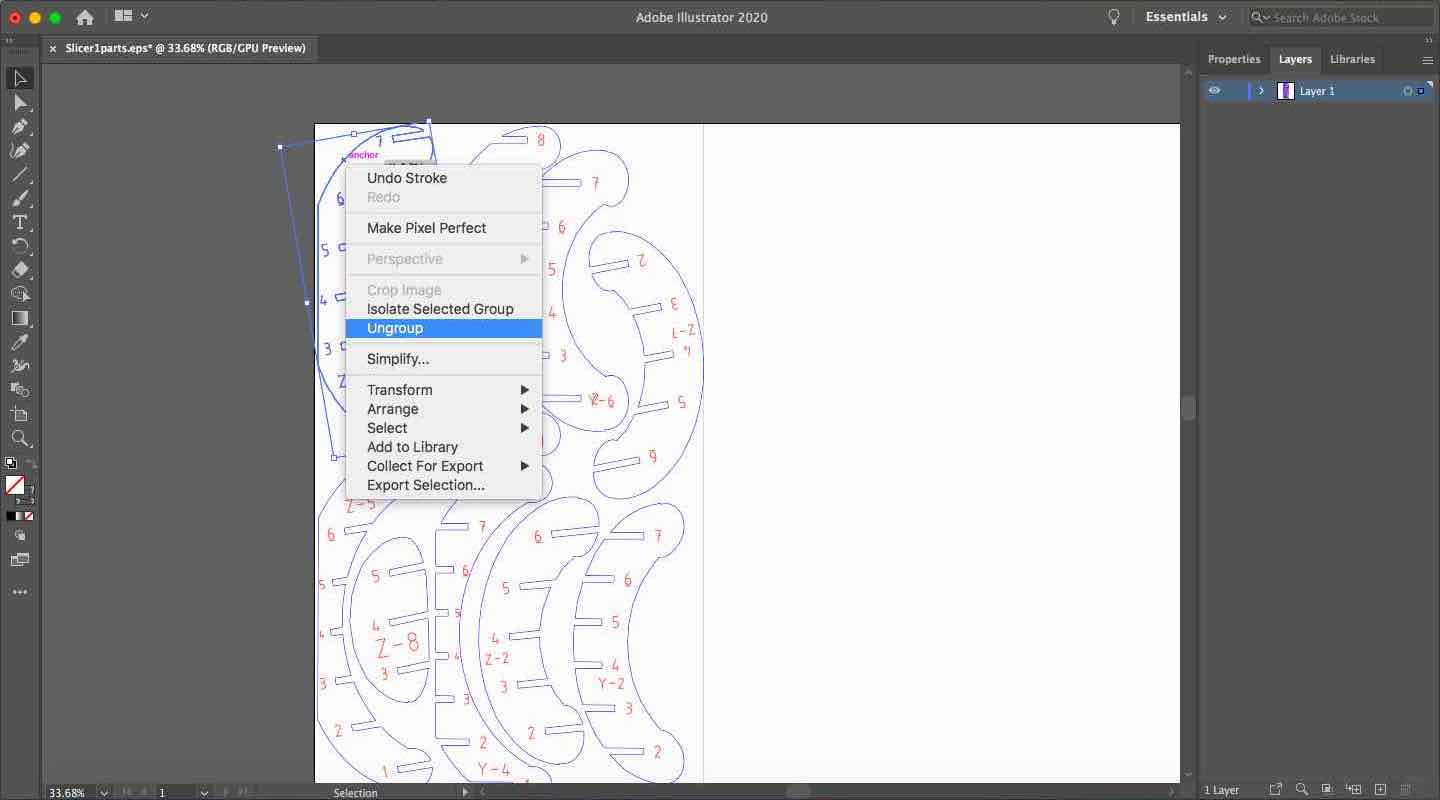 Adobe Illustrator 2020
Essentials
Search Adobe Stock
× Slicer1parts.eps* @ 33.68% (RGB/GPU Preview)
Properties Layers Libraries
Layer 1
7
anchor
6
5
4
3
Undo Stroke
Redo
Make Pixel Perfect
Perspective
Crop Image
Isolate Selected Group
Ungroup
Simplify...
Transform
Arrange
Select
Add to Library
Collect For Export
Export Selection...
8
7
6
5
4
3
Y-6
2
3
Z-7
4
5
6
Z-5
6
5
4
3
2
1
5
4
Z-8
3
7
6
5
4
3
2
Y-4
6
5
4
Z-2
3
2
7
6
5
4
Y-2
3
2
33.68%
1
Selection
1 Layer